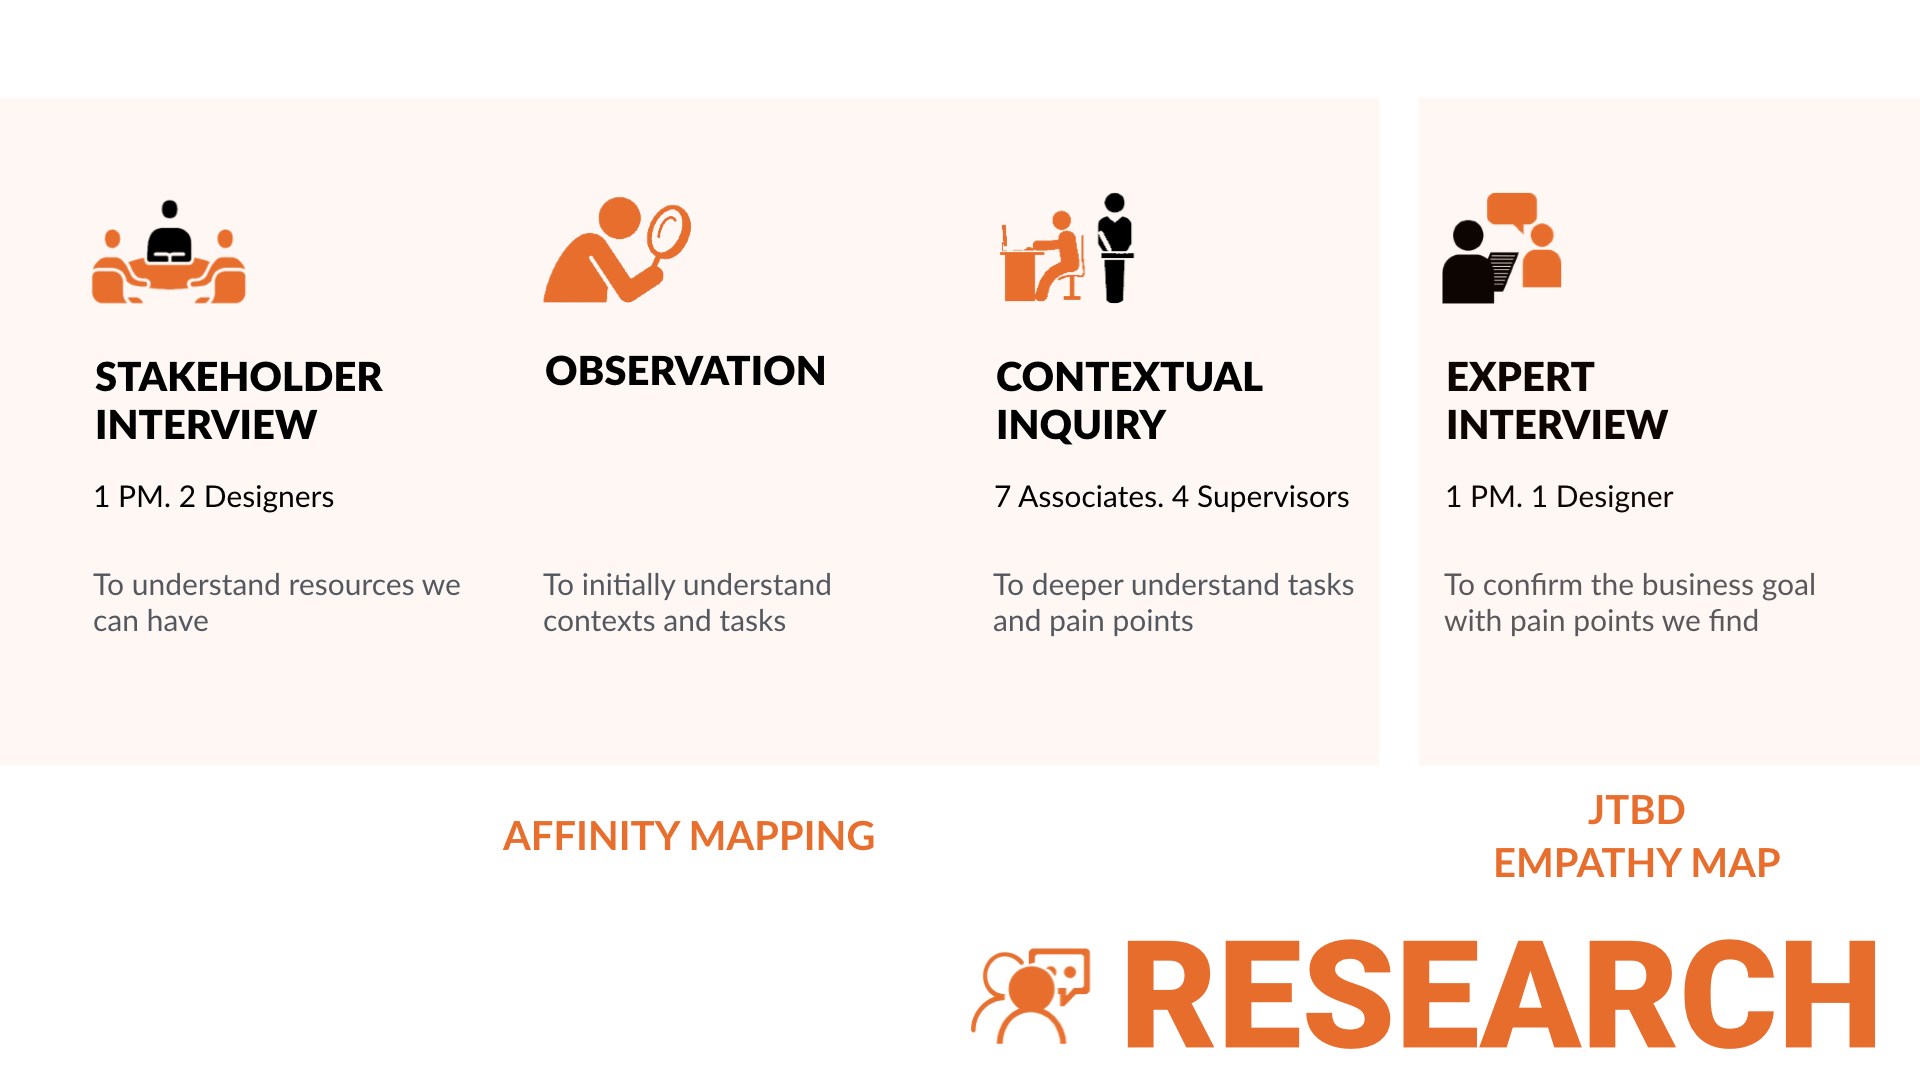 STAKEHOLDER
INTERVIEW
1 PM. 2 Designers
To understand resources we
can have
OBSERVATION
To initially understand
contexts and tasks
CONTEXTUAL
INQUIRY
7 Associates. 4 Supervisors
To deeper understand tasks
and pain points
EXPERT
INTERVIEW
1 PM. 1 Designer
To confirm the business goal
with pain points we find
AFFINITY MAPPING
JTBD
EMPATHY MAP
RESEARCH